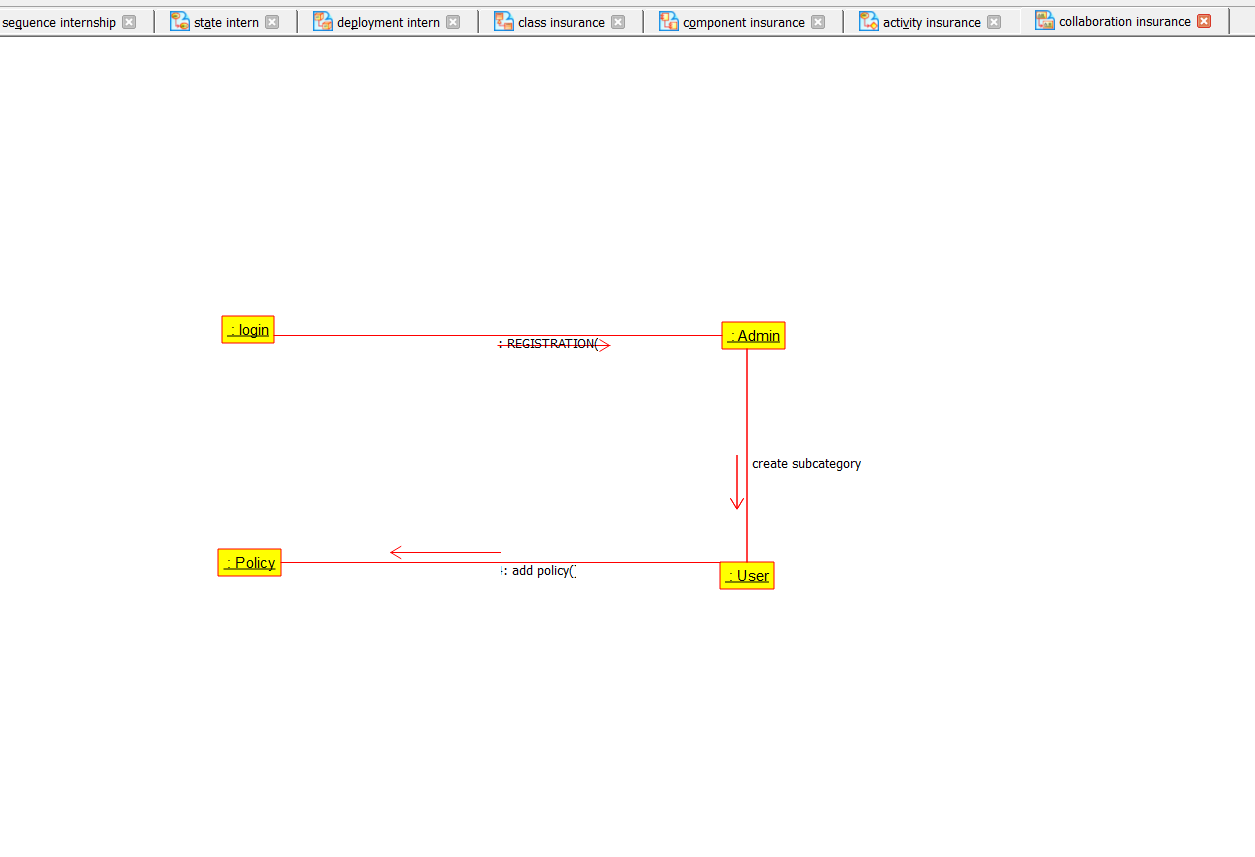 sequence internship
state intern
deployment intern
class insurance
component insurance
activity insurance
collaboration insurance
: login
: Admin
: REGISTRATION(
create subcategory
: Policy
: add policy()
: User